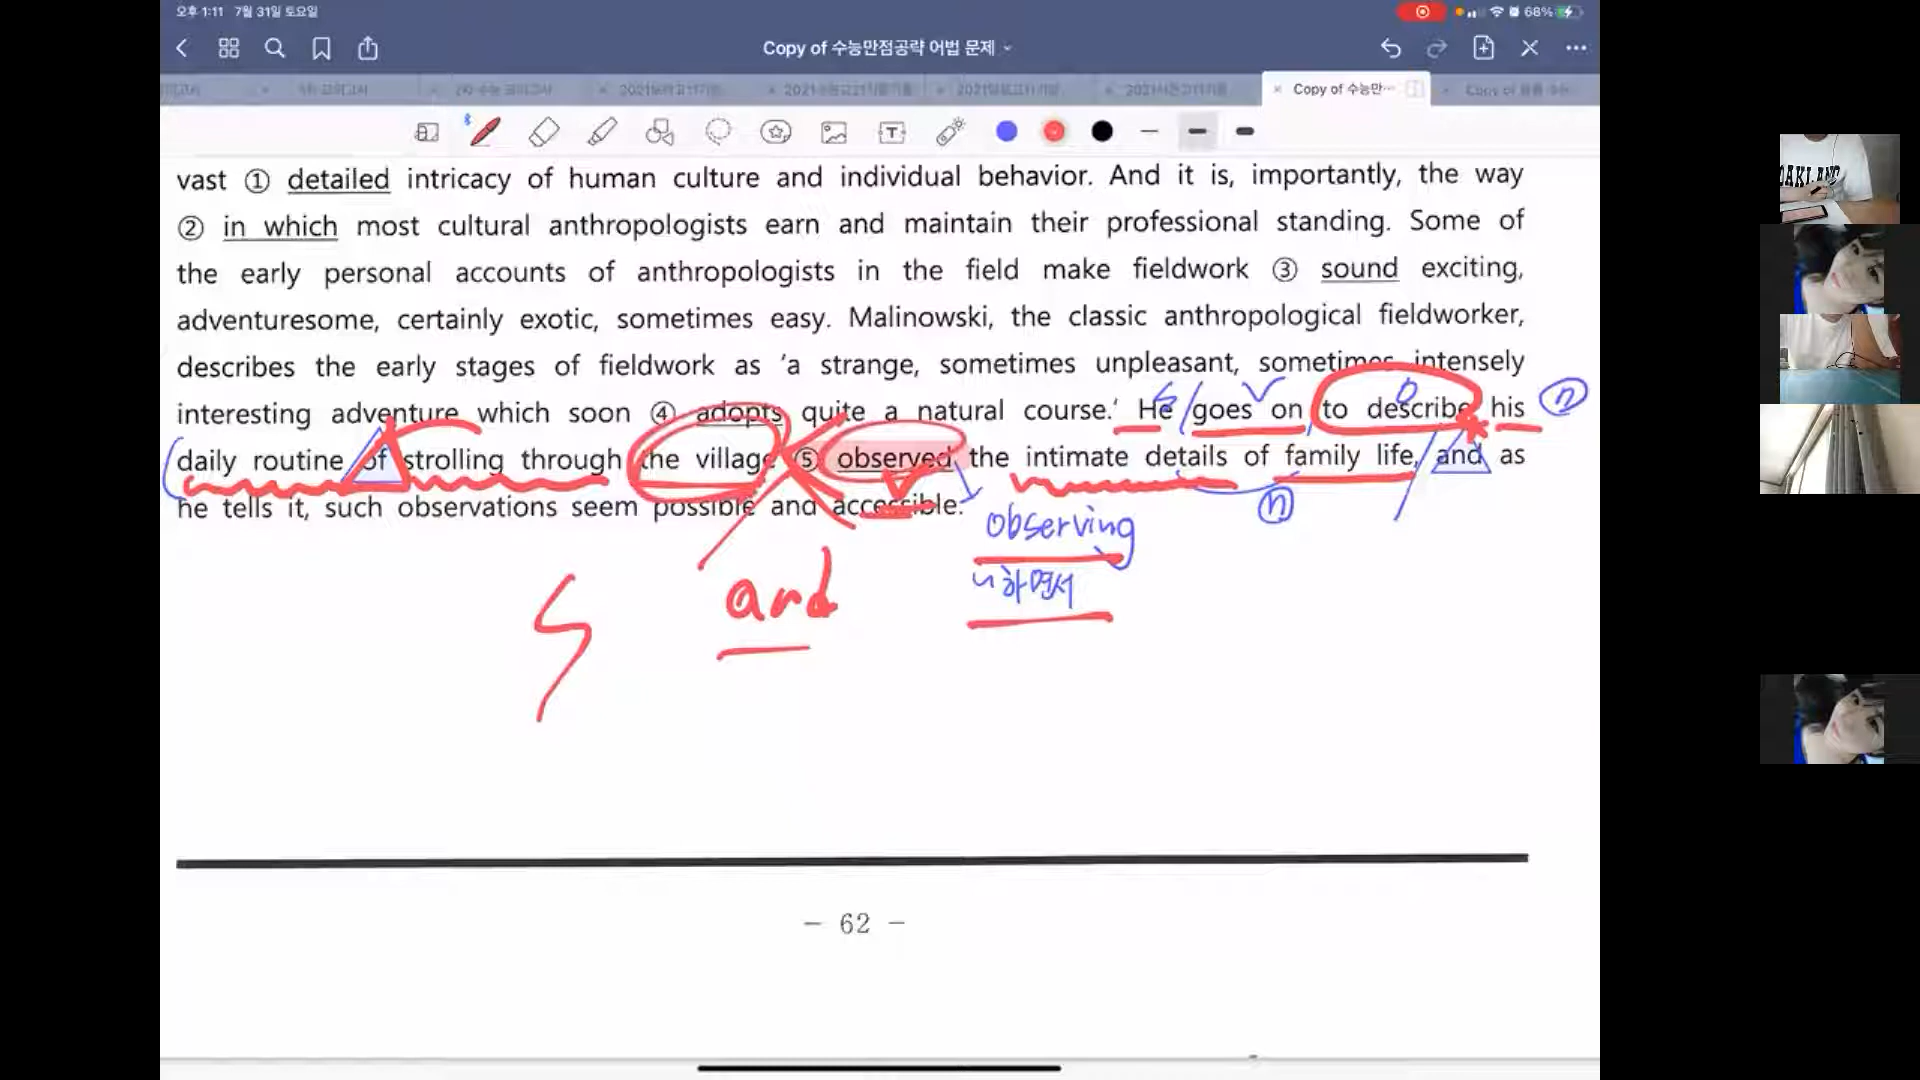 오후 1:11 7월 31일 토요일
68%
Copy of 수능만점공략 어법 문제
Copy of 수능만…
vast ① detailed intricacy of human culture and individual behavior. And it is, importantly, the way
② in which most cultural anthropologists earn and maintain their professional standing. Some of
the early personal accounts of anthropologists in the field make fieldwork ③ sound exciting,
adventuresome, certainly exotic, sometimes easy. Malinowski, the classic anthropological fieldworker,
describes the early stages of fieldwork as ‘a strange, sometimes unpleasant, sometimes intensely
S V O
interesting adventure which soon ④ adopts quite a natural course.’ He goes on to describe his n
daily routine of strolling through the village ⑤ observed the intimate details of family life, and as
he tells it, such observations seem possible and accessible.
n
observing
and
~하면서
- 62 -
OAKLAND